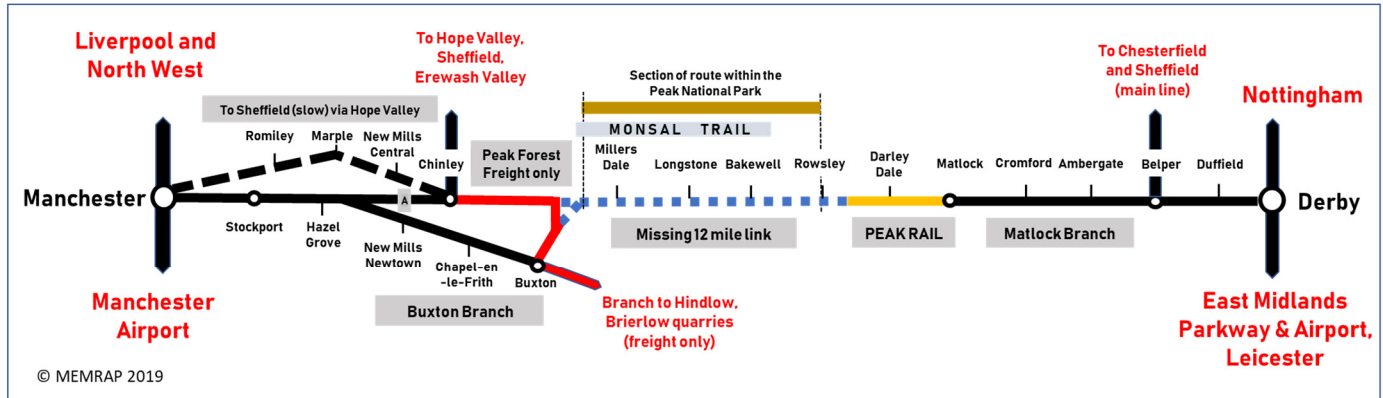 Liverpool and
North West
To Hope Valley,
Sheffield,
Erewash Valley
Section of route within the
Peak National Park
To Chesterfield
and Sheffield
(main line)
Nottingham
To Sheffield (slow) via Hope Valley
MONSAL TRAIL
Romiley
Marple
New Mills
Central
Chinley
Peak Forest
Freight only
Millers
Dale
Longstone
Bakewell
Rowsley
Darley
Dale
Matlock
Cromford
Ambergate
Belper
Duffield
Manchester
A
Derby
Stockport
Hazel
Grove
New Mills
Newtown
Chapel-en
-le-Frith
Buxton
Missing 12 mile link
PEAK RAIL
Matlock Branch
Manchester
Airport
Buxton Branch
Branch to Hindlow,
Brierlow quarries
(freight only)
East Midlands
Parkway & Airport,
Leicester
© MEMRAP 2019